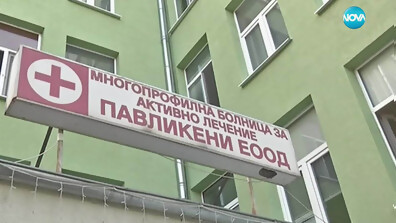 NOVA
МНОГОПРОФИЛНА БОЛНИЦА ЗА
АКТИВНО ЛЕЧЕНИЕ
ПАВЛИКЕНИ ЕООД